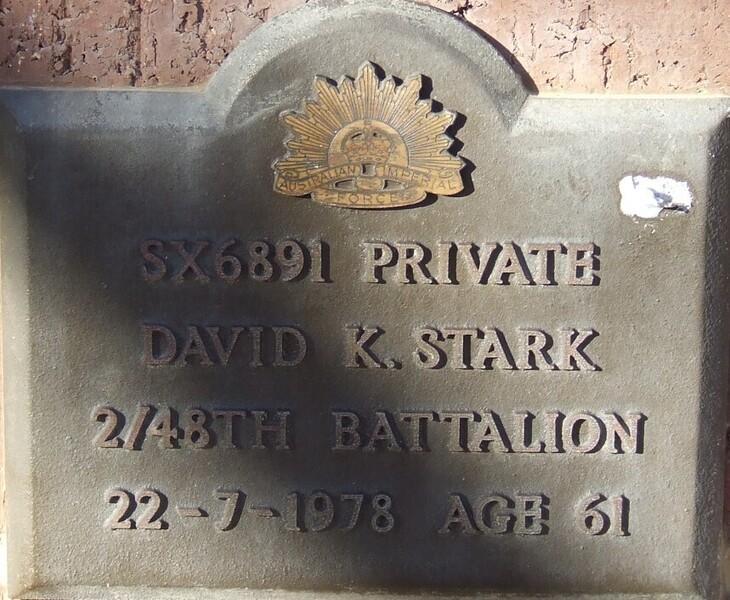 AUSTRALIAN IMPERIAL
FORCE
SX6891 PRIVATE
DAVID K. STARK
2/48TH BATTALION
22-7-1978 AGE 61